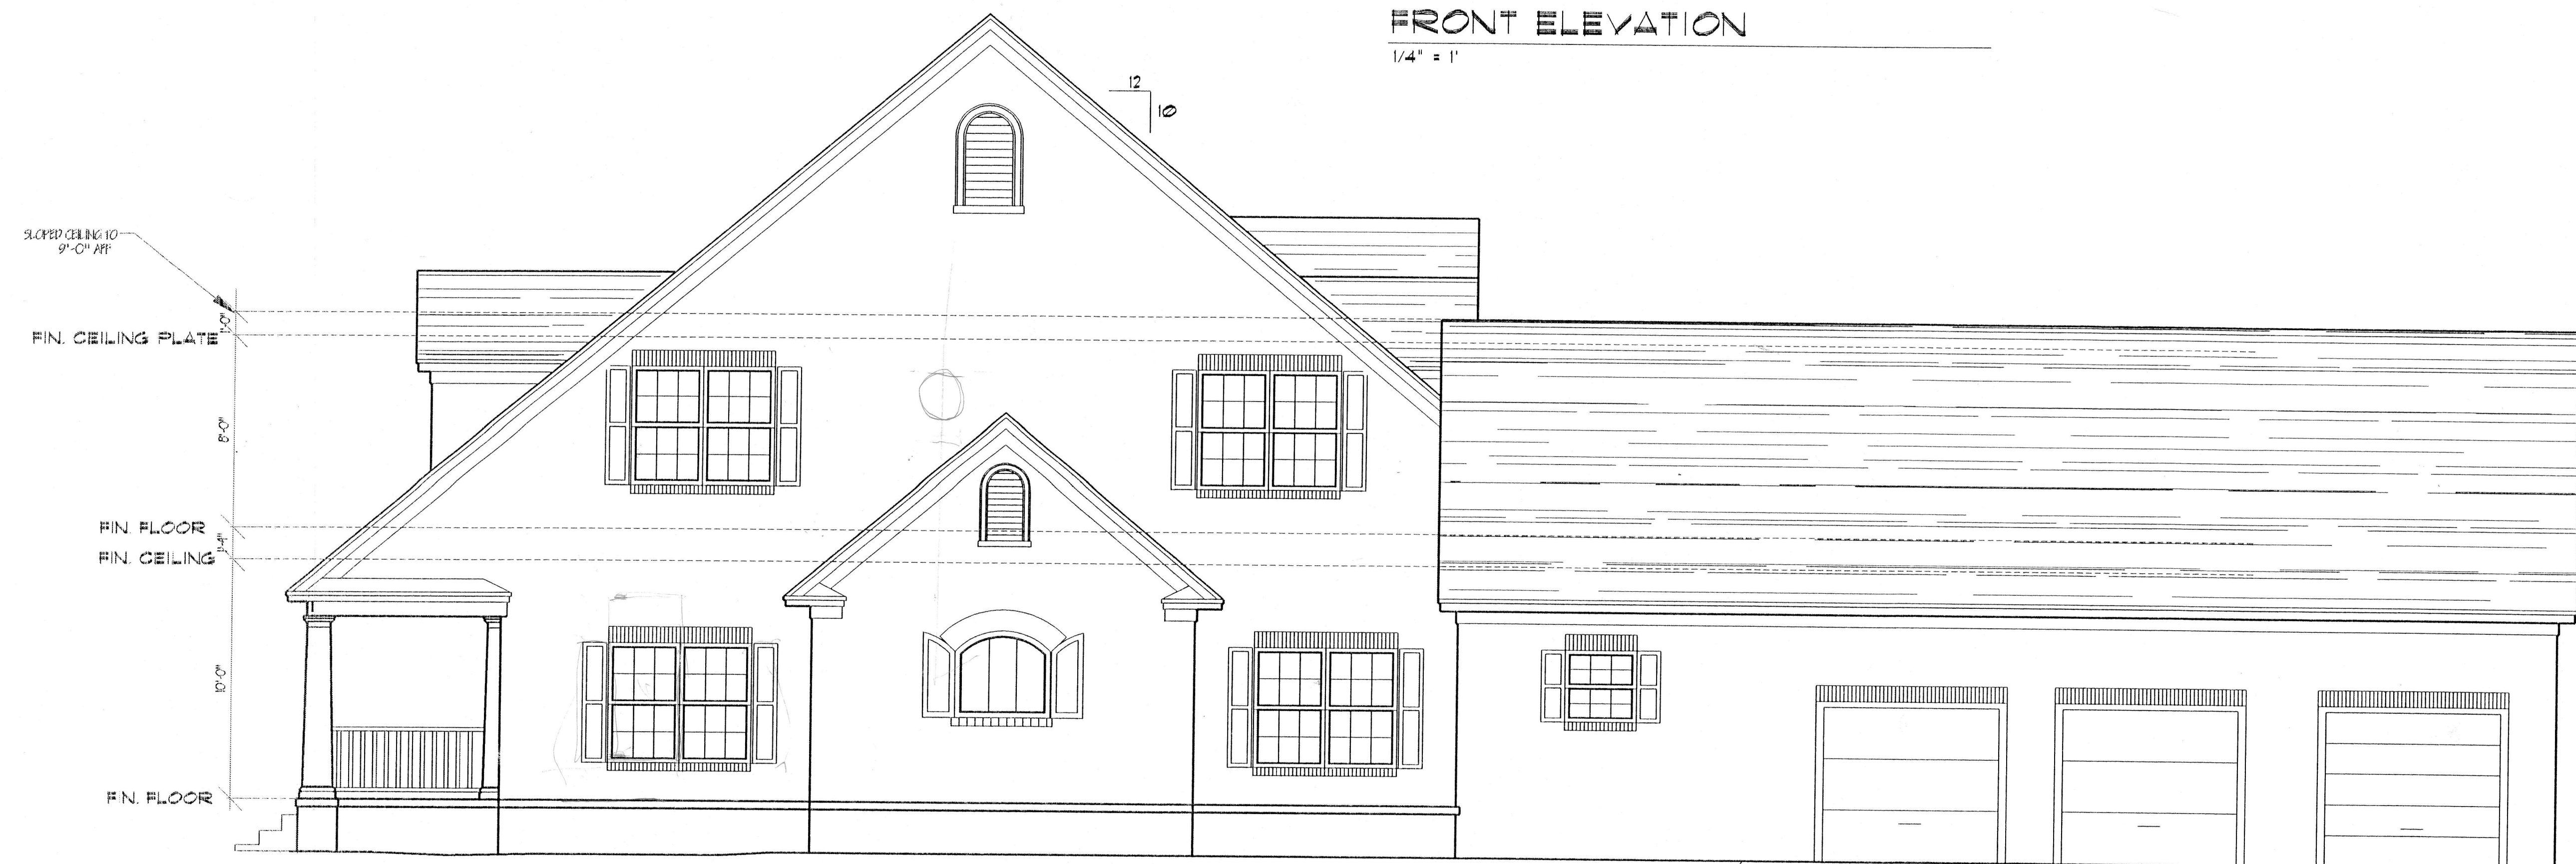 FRONT ELEVATION
1/4" = 1'
12
10
SLOPED CEILING TO
9'-0" AFF
1'-0"
FIN. CEILING PLATE
8'-0"
FIN. FLOOR
1'-4"
FIN. CEILING
10'-0"
FIN. FLOOR